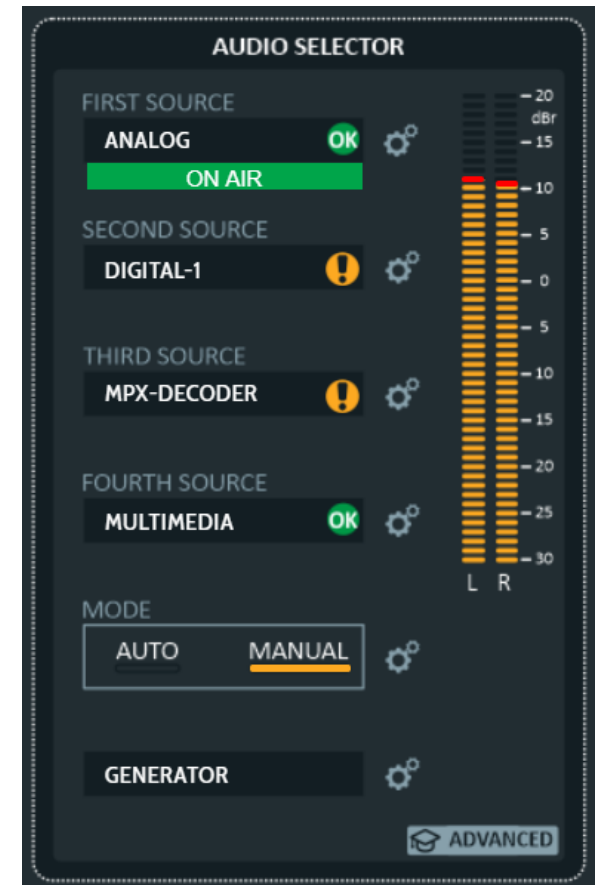 AUDIO SELECTOR
FIRST SOURCE
ANALOG OK
ON AIR
SECOND SOURCE
DIGITAL-1 !
THIRD SOURCE
MPX-DECODER !
FOURTH SOURCE
MULTIMEDIA OK
MODE
AUTO MANUAL
GENERATOR
ADVANCED
20
dBr
15
10
5
0
5
10
15
20
25
30
L R